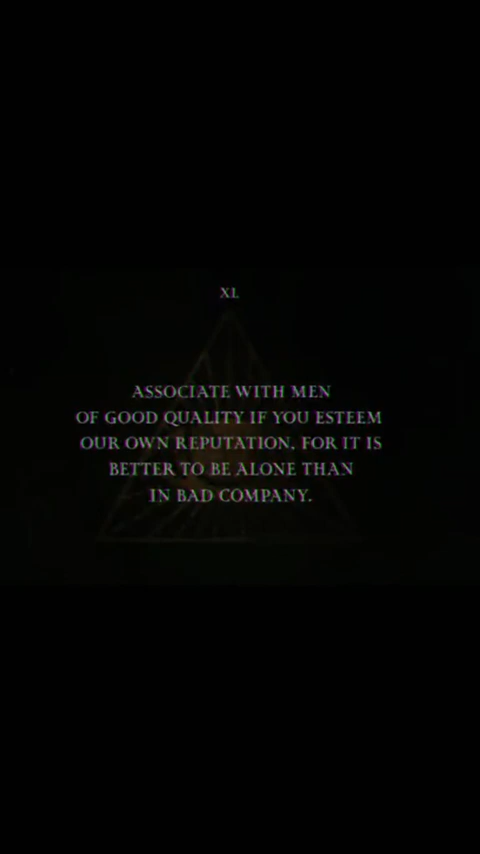 XL
ASSOCIATE WITH MEN
OF GOOD QUALITY IF YOU ESTEEM
OUR OWN REPUTATION, FOR IT IS
BETTER TO BE ALONE THAN
IN BAD COMPANY.